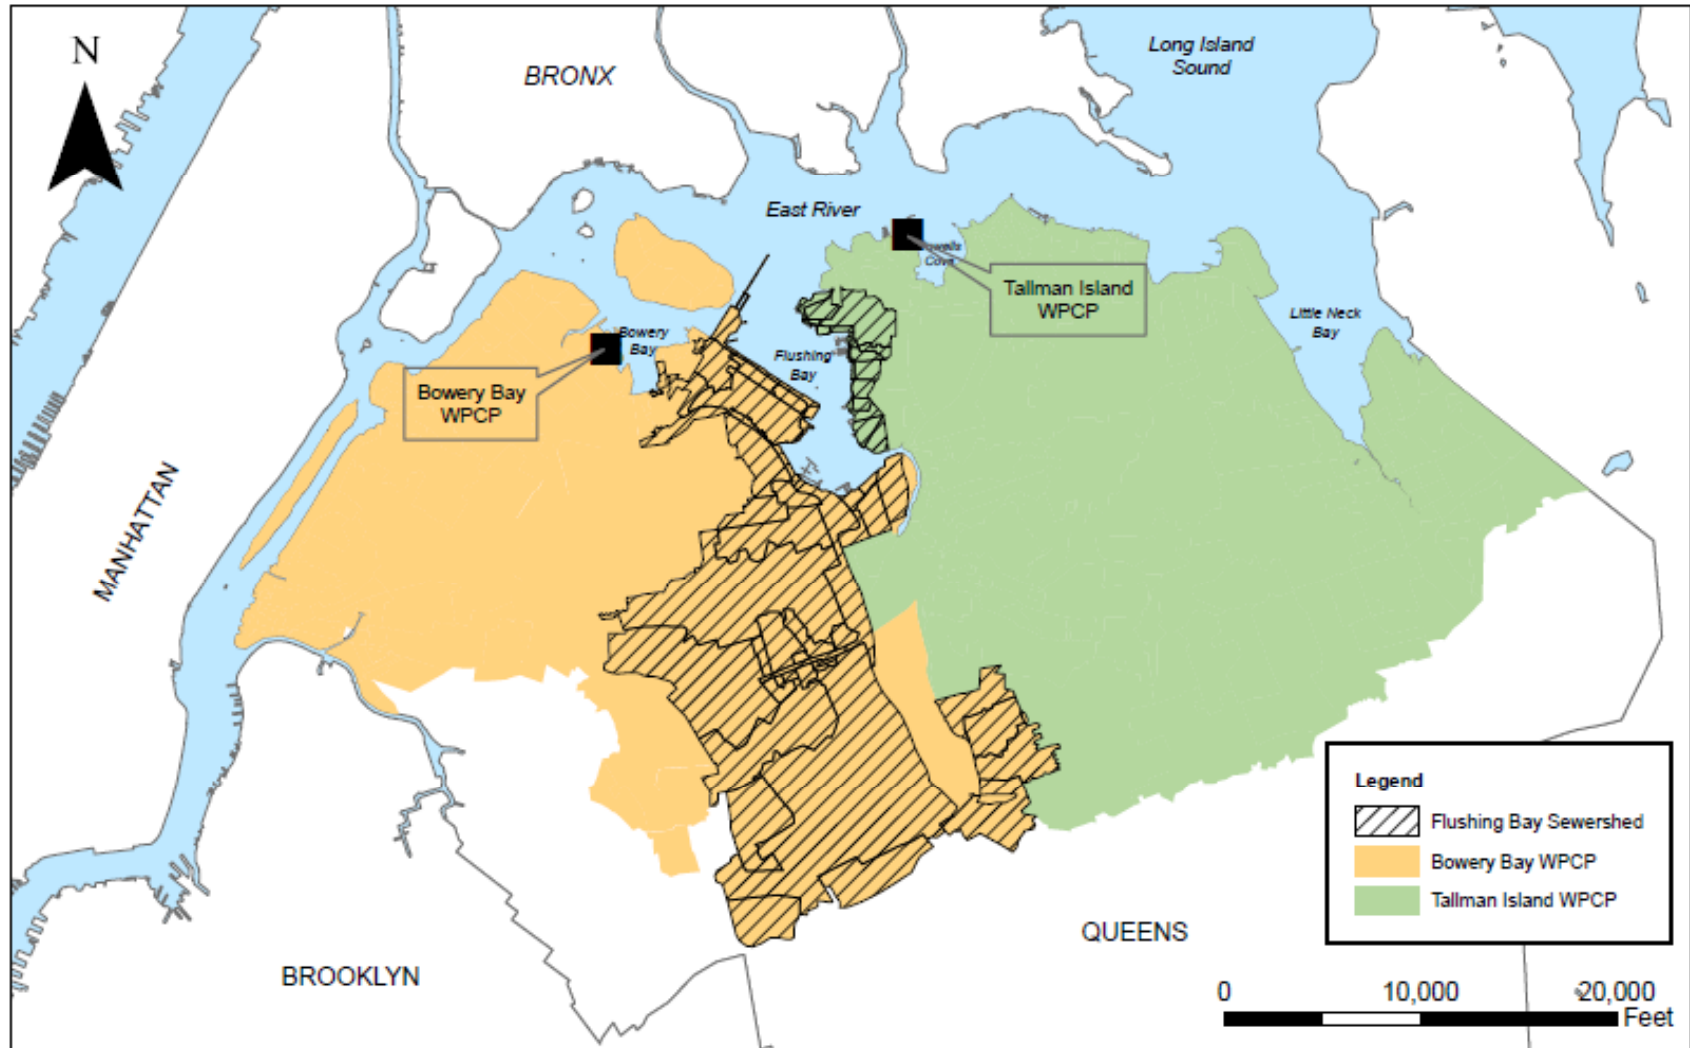 N
BRONX
Long Island
Sound
East River
Cove
Tallman Island
WPCP
Bowery
Bay
Little Neck
Bay
Flushing
Bay
Bowery Bay
WPCP
MANHATTAN
Legend
Flushing Bay Sewershed
Bowery Bay WPCP
Tallman Island WPCP
QUEENS
BROOKLYN
0 10,000 20,000
Feet